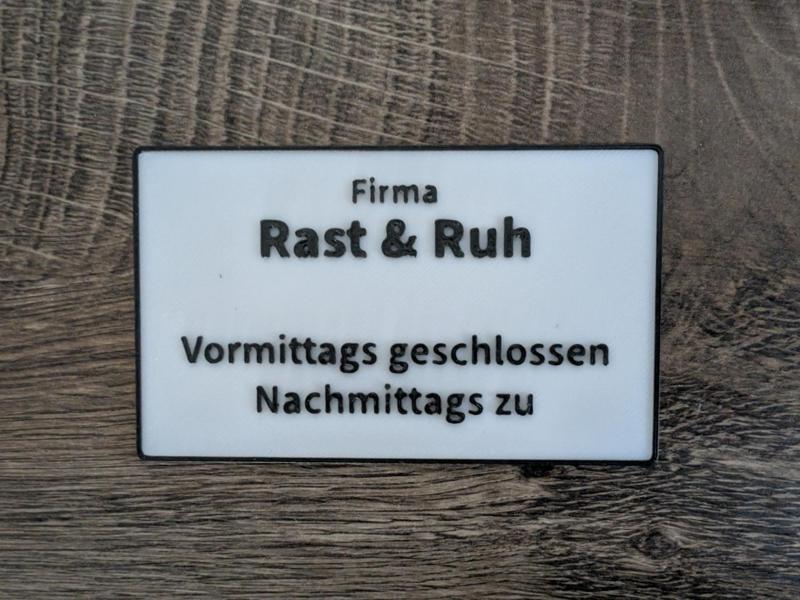 Firma
Rast & Ruh
Vormittags geschlossen
Nachmittags zu